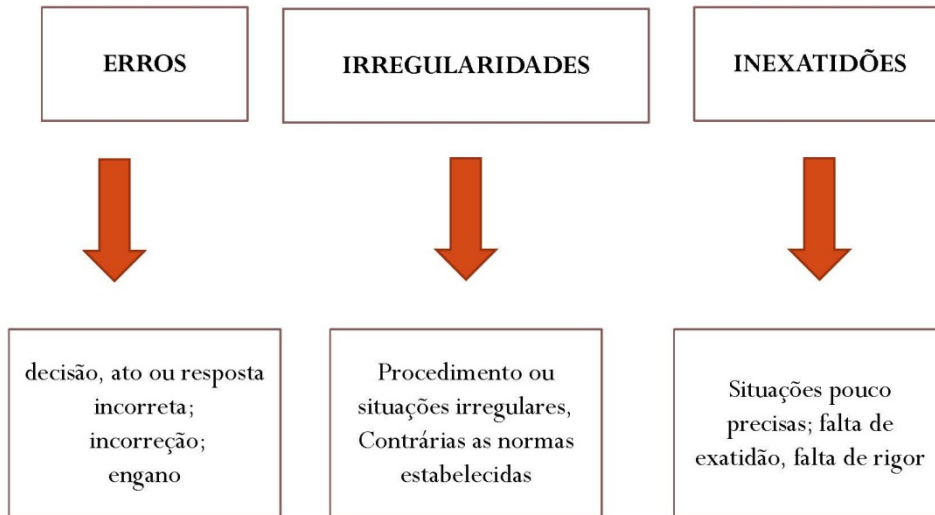 ERROS
IRREGULARIDADES
INEXATIDÕES
decisão, ato ou resposta
incorreta;
incorreção;
engano
Procedimento ou
situações irregulares,
Contrárias as normas
estabelecidas
Situações pouco
precisas; falta de
exatidão, falta de rigor